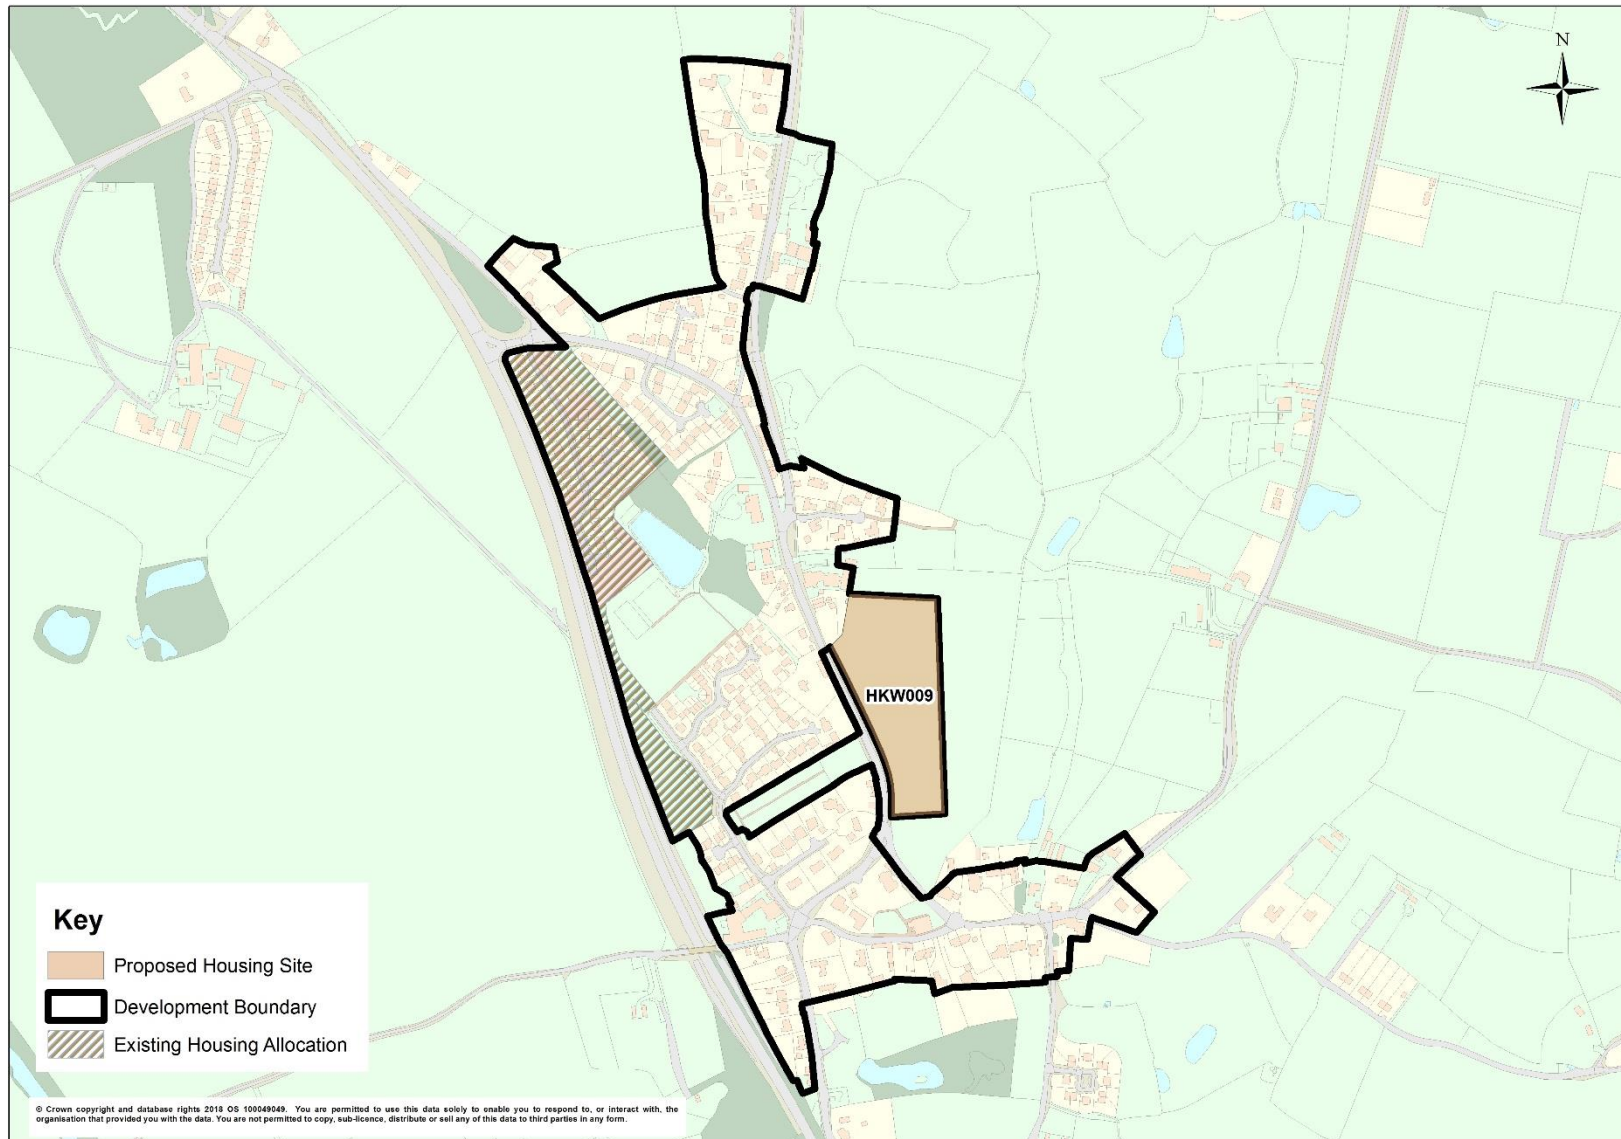 N
HKW009
Key
Proposed Housing Site
Development Boundary
Existing Housing Allocation
© Crown copyright and database rights 2018 OS 100049049. You are permitted to use this data solely to enable you to respond to, or interact with, the
organisation that provided you with the data. You are not permitted to copy, sub-licence, distribute or sell any of this data to third parties in any form.